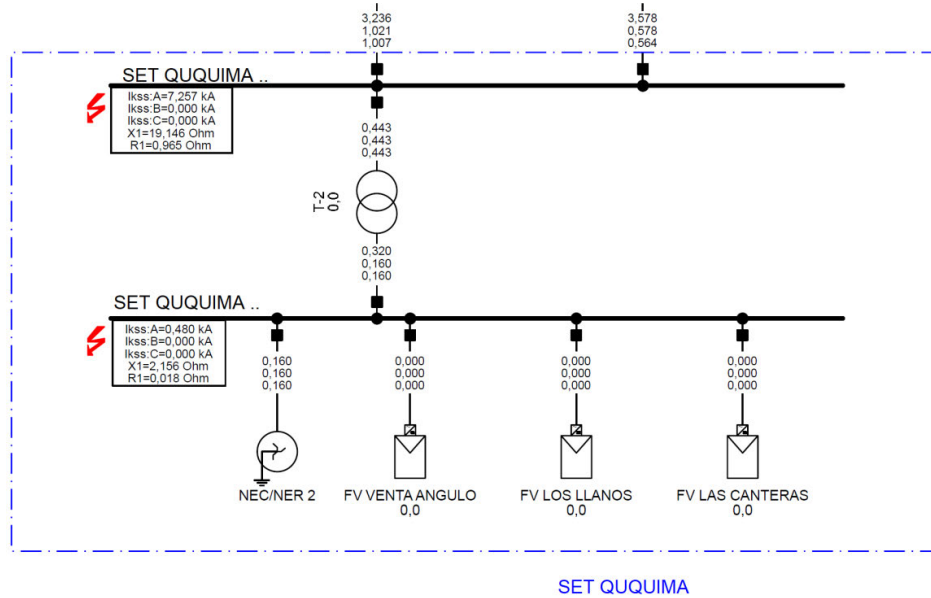 3,236
1,021
1,007
3,578
0,578
0,564
SET QUQUIMA ..
Ikss:A=7,257 kA
Ikss:B=0,000 kA
Ikss:C=0,000 kA
X1=19,146 Ohm
R1=0,965 Ohm
0,443
0,443
0,443
T-2
0,0
0,320
0,160
0,160
SET QUQUIMA ..
Ikss:A=0,480 kA
Ikss:B=0,000 kA
Ikss:C=0,000 kA
X1=2,156 Ohm
R1=0,018 Ohm
0,160
0,160
0,160
0,000
0,000
0,000
0,000
0,000
0,000
0,000
0,000
0,000
NEC/NER 2
FV VENTA ANGULO
0,0
FV LOS LLANOS
0,0
FV LAS CANTERAS
0,0
SET QUQUIMA